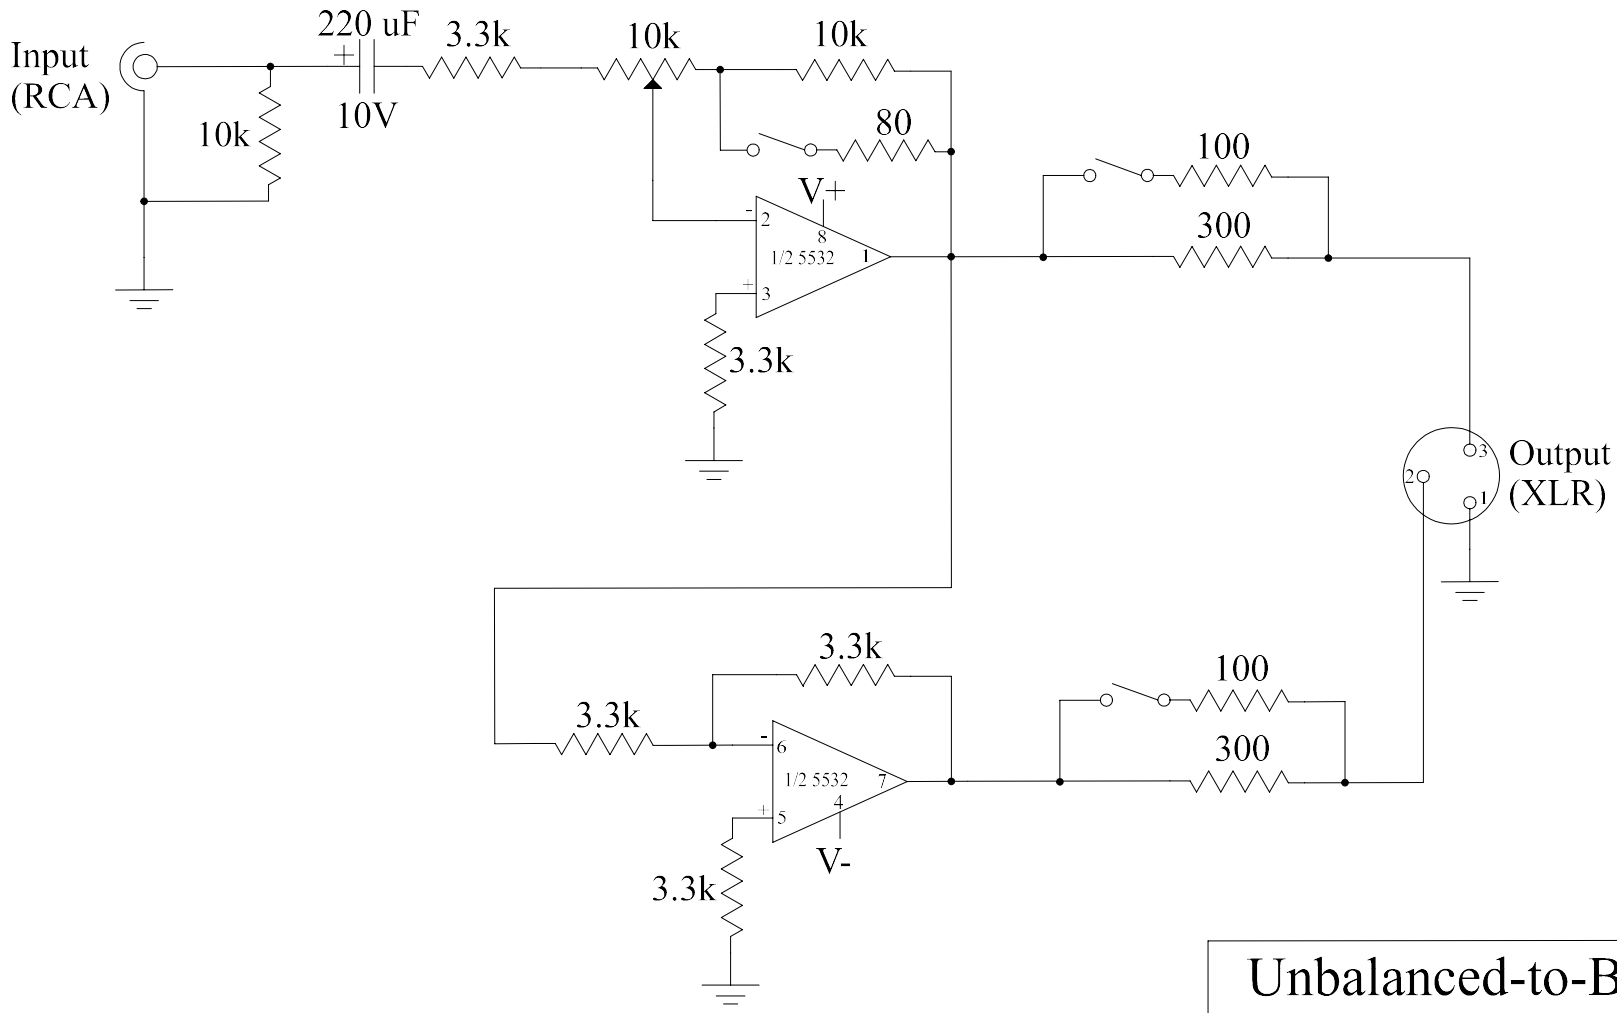 220 uF
3.3k
10k
10k
Input
(RCA)
+
10k
10V
80
100
V+
300
-
2
8
1/2 5532
1
+
3
3.3k
Output
(XLR)
3
2
1
3.3k
100
3.3k
300
-
6
1/2 5532
7
4
+
5
V-
3.3k
Unbalanced-to-B